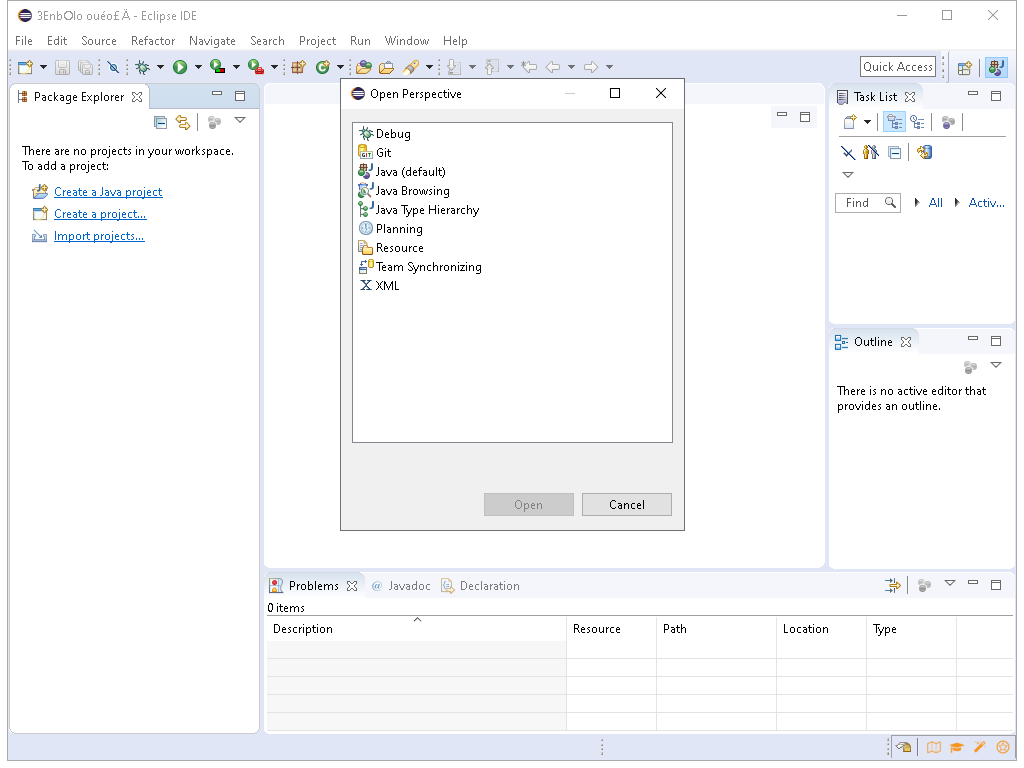 3EnbOlo ouéo£Å - Eclipse IDE
File Edit Source Refactor Navigate Search Project Run Window Help
Quick Access
Package Explorer
There are no projects in your workspace.
To add a project:
Create a Java project
Create a project...
Import projects...
Open Perspective
Debug
Git
Java (default)
Java Browsing
Java Type Hierarchy
Planning
Resource
Team Synchronizing
XML
Open Cancel
Task List
Find All Activ...
Outline
There is no active editor that
provides an outline.
Problems @ Javadoc Declaration
0 items
Description Resource Path Location Type